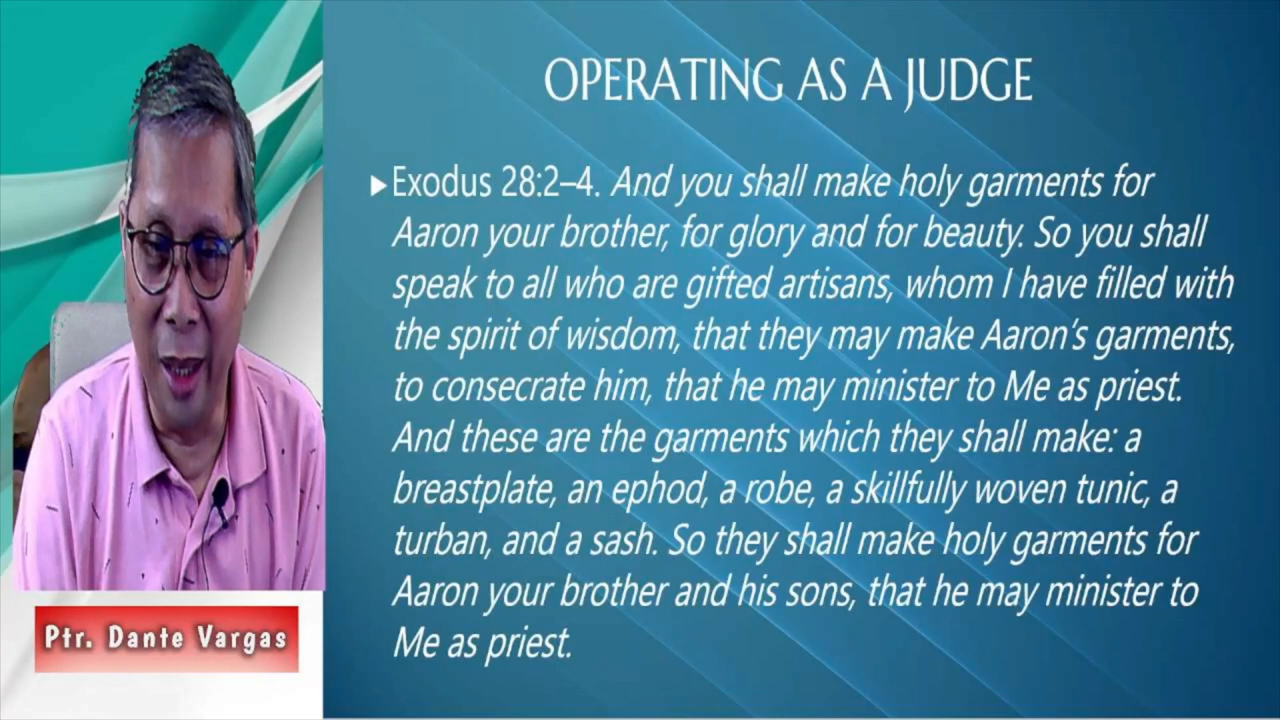 OPERATING AS A JUDGE
Exodus 28:2–4. And you shall make holy garments for
Aaron your brother, for glory and for beauty. So you shall
speak to all who are gifted artisans, whom I have filled with
the spirit of wisdom, that they may make Aaron's garments,
to consecrate him, that he may minister to Me as priest.
And these are the garments which they shall make: a
breastplate, an ephod, a robe, a skillfully woven tunic, a
turban, and a sash. So they shall make holy garments for
Aaron your brother and his sons, that he may minister to
Me as priest.
Ptr. Dante Vargas